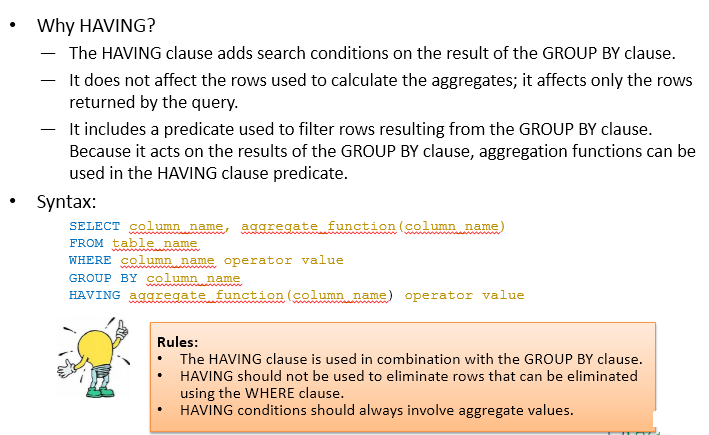 • Why HAVING?
— The HAVING clause adds search conditions on the result of the GROUP BY clause.
— It does not affect the rows used to calculate the aggregates; it affects only the rows
returned by the query.
— It includes a predicate used to filter rows resulting from the GROUP BY clause.
Because it acts on the results of the GROUP BY clause, aggregation functions can be
used in the HAVING clause predicate.
• Syntax:
SELECT column_name, aggregate_function(column_name)
FROM table_name
WHERE column_name operator value
GROUP BY column_name
HAVING aggregate_function(column_name) operator value
Rules:
• The HAVING clause is used in combination with the GROUP BY clause.
• HAVING should not be used to eliminate rows that can be eliminated
using the WHERE clause.
• HAVING conditions should always involve aggregate values.